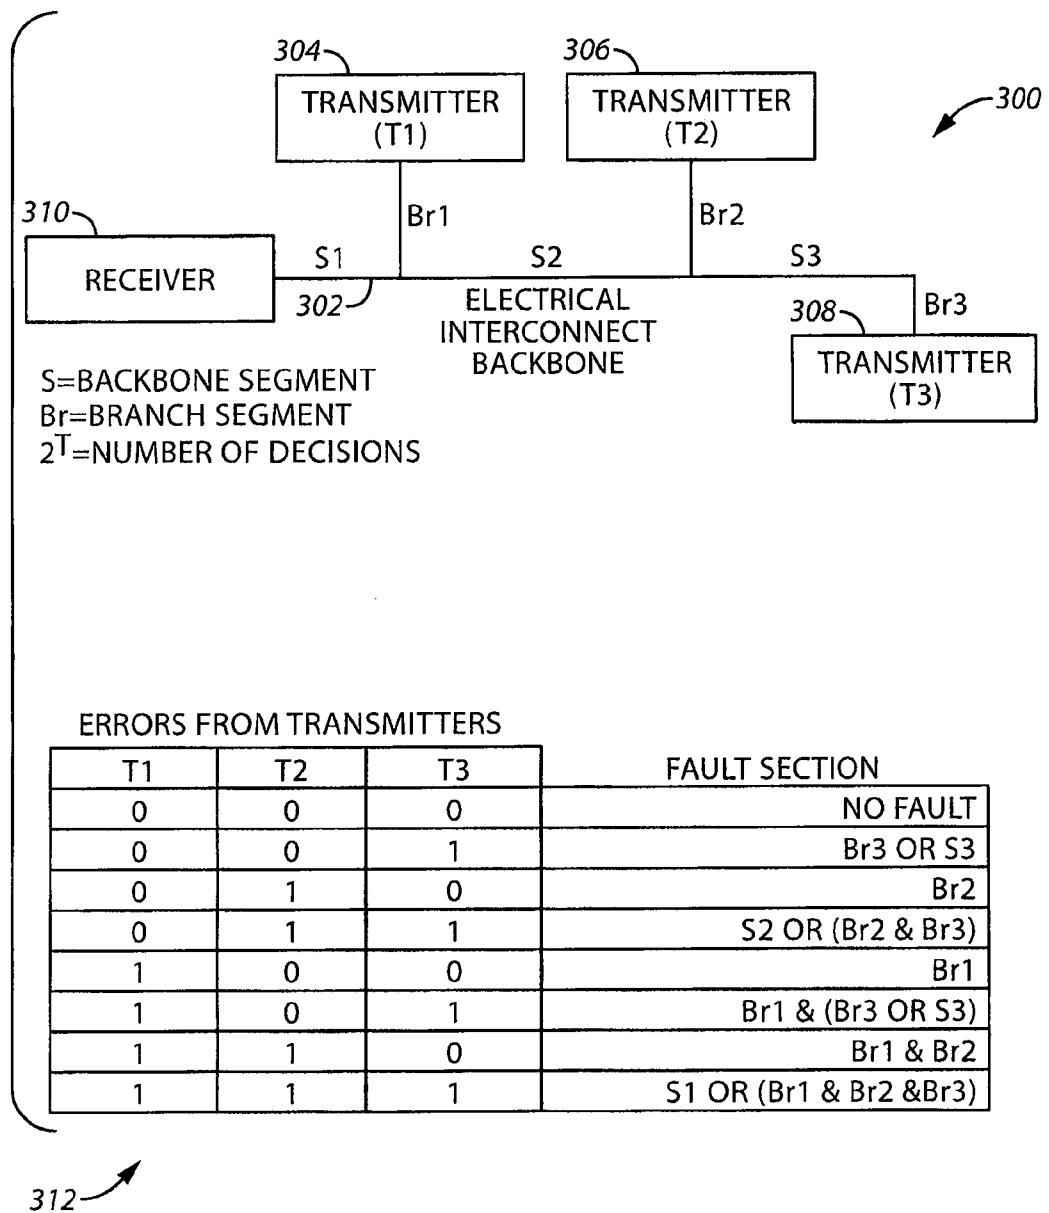 304
306
TRANSMITTER
(T1)
TRANSMITTER
(T2)
300
310
Br1
Br2
RECEIVER
S1
S2
S3
302
ELECTRICAL
INTERCONNECT
BACKBONE
308
Br3
TRANSMITTER
(T3)
S=BACKBONE SEGMENT
Br=BRANCH SEGMENT
2T=NUMBER OF DECISIONS
ERRORS FROM TRANSMITTERS
T1 T2 T3 FAULT SECTION
0 0 0 NO FAULT
0 0 1 Br3 OR S3
0 1 0 Br2
0 1 1 S2 OR (Br2 & Br3)
1 0 0 Br1
1 0 1 Br1 & (Br3 OR S3)
1 1 0 Br1 & Br2
1 1 1 S1 OR (Br1 & Br2 &Br3)
312